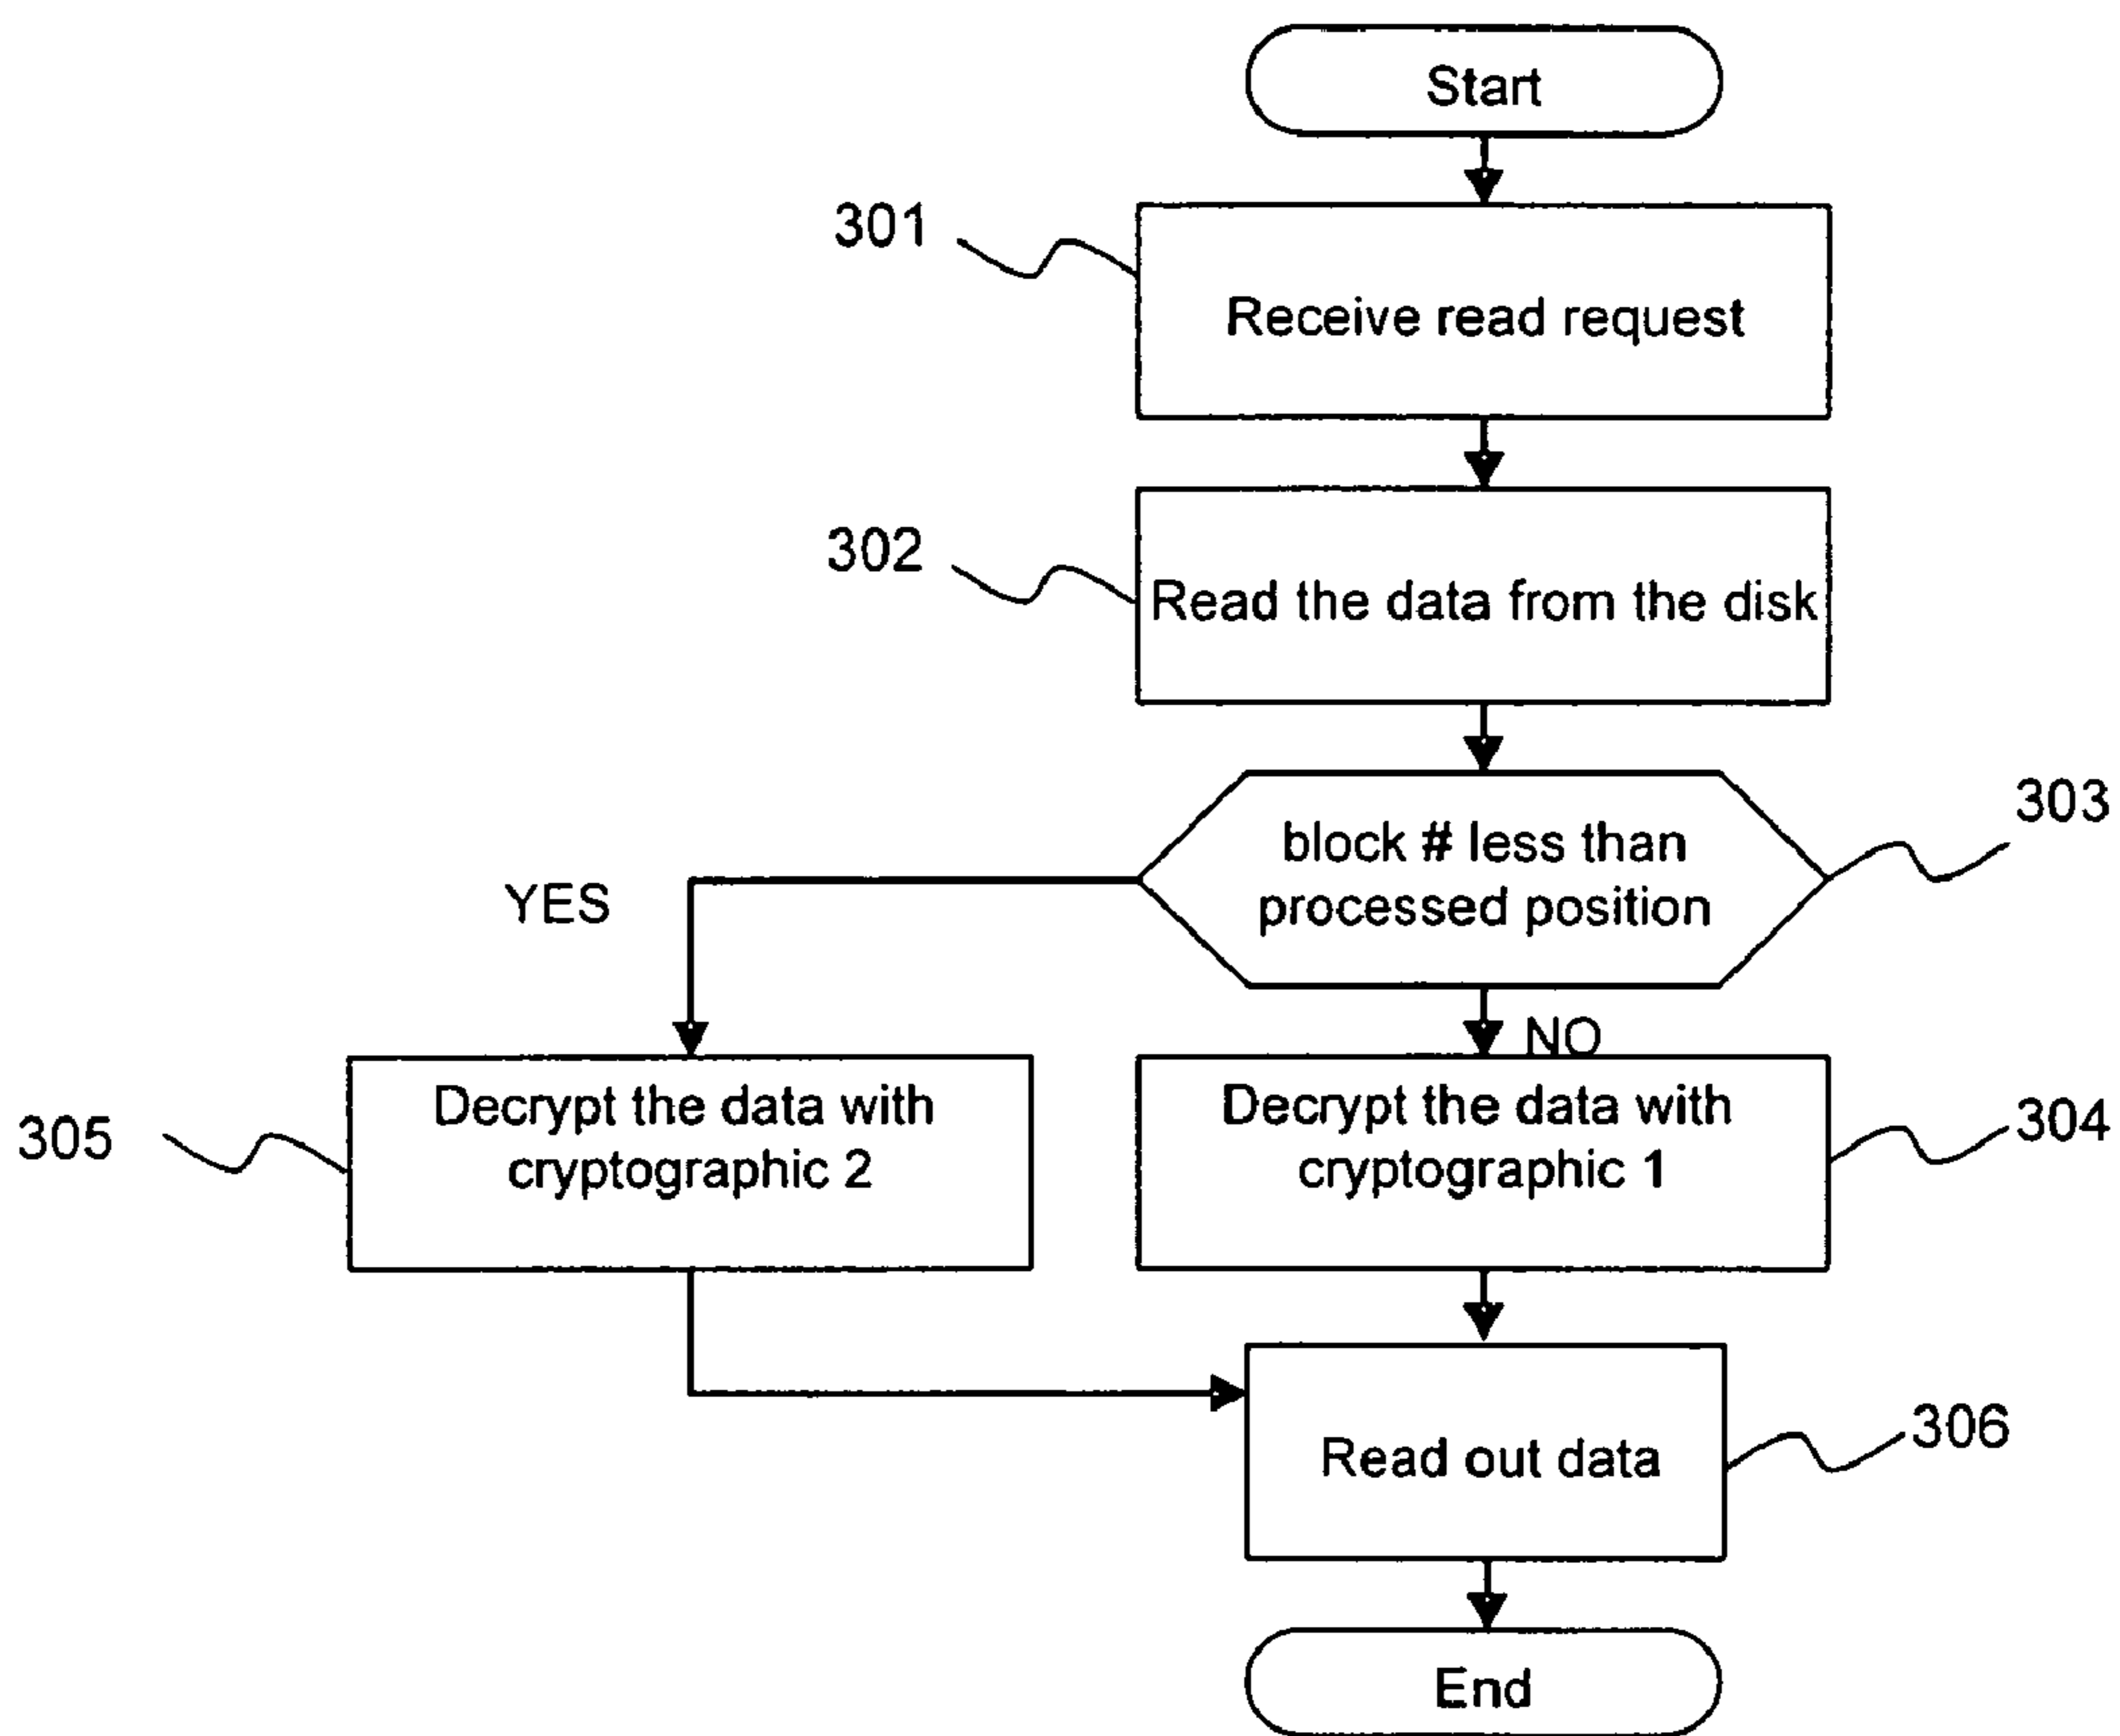 Start
301
Receive read request
302
Read the data from the disk
303
block # less than
processed position
YES
NO
305
Decrypt the data with
cryptographic 2
Decrypt the data with
cryptographic 1
304
306
Read out data
End